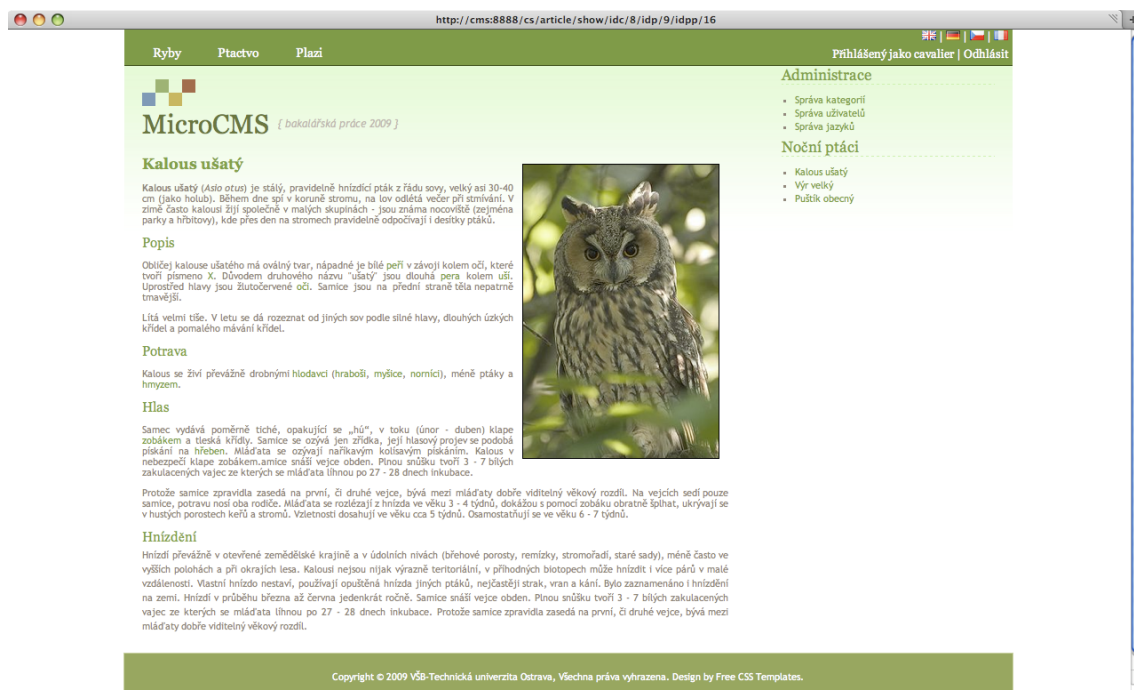 http://cms:8888/cs/article/show/idc/8/idp/9/idpp/16
Ryby Ptactvo Plazi
| | |
Přihlášený jako cavalier | Odhlásit
MicroCMS [ bakalářská práce 2009 ]
Kalous ušatý
Kalous ušatý (Asio otus) je stálý, pravidelně hnízdící pták z řádu sovy, velký asi 30-40
cm (jako holub). Během dne spí v koruně stromu, na lov odlétá večer při stmívání. V
zimě často kalousi žijí společně v malých skupinách - jsou známa nocoviště (zejména
parky a hřbitovy), kde přes den na stromech pravidelně odpočívají i desítky ptáků.
Popis
Obličej kalouse ušatého má oválný tvar, nápadné je bílé peří v závoji kolem očí, které
tvoří písmeno X. Důvodem druhového názvu "ušatý" jsou dlouhá pera kolem uší.
Uprostřed hlavy jsou žlutočervené oči. Samice jsou na přední straně těla nepatrně
tmavější.
Lítá velmi tiše. V letu se dá rozeznat od jiných sov podle silné hlavy, dlouhých úzkých
křídel a pomalého mávání křídel.
Potrava
Kalous se živí převážně drobnými hlodavci (hraboši, myšice, norníci), méně ptáky a
hmyzem.
Hlas
Samec vydává poměrně tiché, opakující se „hú“, v toku (únor - duben) klape
zobákem a tleská křídly. Samice se ozývá jen zřídka, její hlasový projev se podobá
pískání na hřeben. Mláďata se ozývají naříkavým kolísavým pískáním. Kalous v
nebezpečí klape zobákem.amice snáší vejce obden. Plnou snůšku tvoří 3 - 7 bílých
zakulacených vajec ze kterých se mláďata líhnou po 27 - 28 dnech inkubace.
Protože samice zpravidla zasedá na první, či druhé vejce, bývá mezi mláďaty dobře viditelný věkový rozdíl. Na vejcích sedí pouze
samice, potravu nosí oba rodiče. Mláďata se rozlézají z hnízda ve věku 3 - 4 týdnů, dokážou s pomocí zobáku obratně šplhat, ukrývají se
v hustých porostech keřů a stromů. Vzletnosti dosahují ve věku cca 5 týdnů. Osamostatňují se ve věku 6 - 7 týdnů.
Hnízdění
Hnízdí převážně v otevřené zemědělské krajině a v údolních nivách (břehové porosty, remízky, stromořadí, staré sady), méně často ve
vyšších polohách a při okrajích lesa. Kalousi nejsou nijak výrazně teritoriální, v příhodných biotopech může hnízdit i více párů v malé
vzdálenosti. Vlastní hnízdo nestaví, používají opuštěná hnízda jiných ptáků, nejčastěji strak, vran a kání. Bylo zaznamenáno i hnízdění
na zemi. Hnízdí v průběhu března až června jedenkrát ročně. Samice snáší vejce obden. Plnou snůšku tvoří 3 - 7 bílých zakulacených
vajec ze kterých se mláďata líhnou po 27 - 28 dnech inkubace. Protože samice zpravidla zasedá na první, či druhé vejce, bývá mezi
mláďaty dobře viditelný věkový rozdíl.
Administrace
Správa kategorií
Správa uživatelů
Správa jazyků
Noční ptáci
Kalous ušatý
Výr velký
Puštík obecný
Copyright © 2009 VŠB-Technická univerzita Ostrava, Všechna práva vyhrazena. Design by Free CSS Templates.